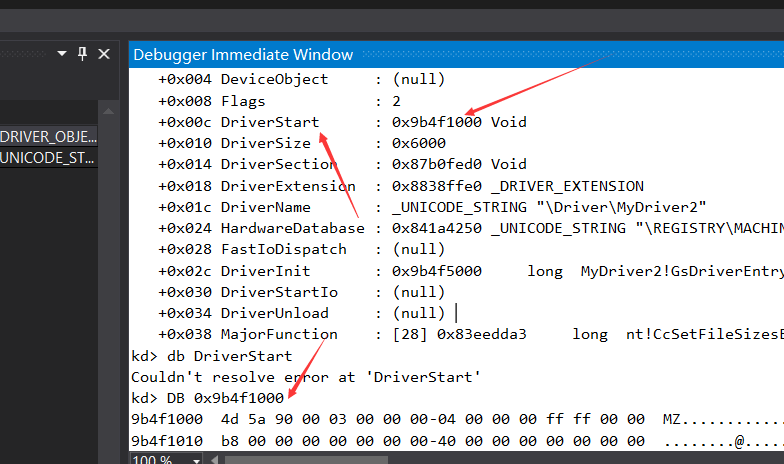 Debugger Immediate Window
DRIVER_OBJE...
UNICODE_ST...
+0x004 DeviceObject : (null)
+0x008 Flags : 2
+0x00c DriverStart : 0x9b4f1000 Void
+0x010 DriverSize : 0x6000
+0x014 DriverSection : 0x87b0fed0 Void
+0x018 DriverExtension : 0x8838ffe0 _DRIVER_EXTENSION
+0x01c DriverName : _UNICODE_STRING "\Driver\MyDriver2"
+0x024 HardwareDatabase : 0x841a4250 _UNICODE_STRING "\REGISTRY\MACHIN
+0x028 FastIoDispatch : (null)
+0x02c DriverInit : 0x9b4f5000 long MyDriver2!GsDriverEntry
+0x030 DriverStartIo : (null)
+0x034 DriverUnload : (null)
+0x038 MajorFunction : [28] 0x83eedda3 long nt!CcSetFileSizesE
kd> db DriverStart
Couldn't resolve error at 'DriverStart'
kd> DB 0x9b4f1000
9b4f1000 4d 5a 90 00 03 00 00 00-04 00 00 00 ff ff 00 00 MZ..............
9b4f1010 b8 00 00 00 00 00 00 00-40 00 00 00 00 00 00 00 ........@.......
100 %